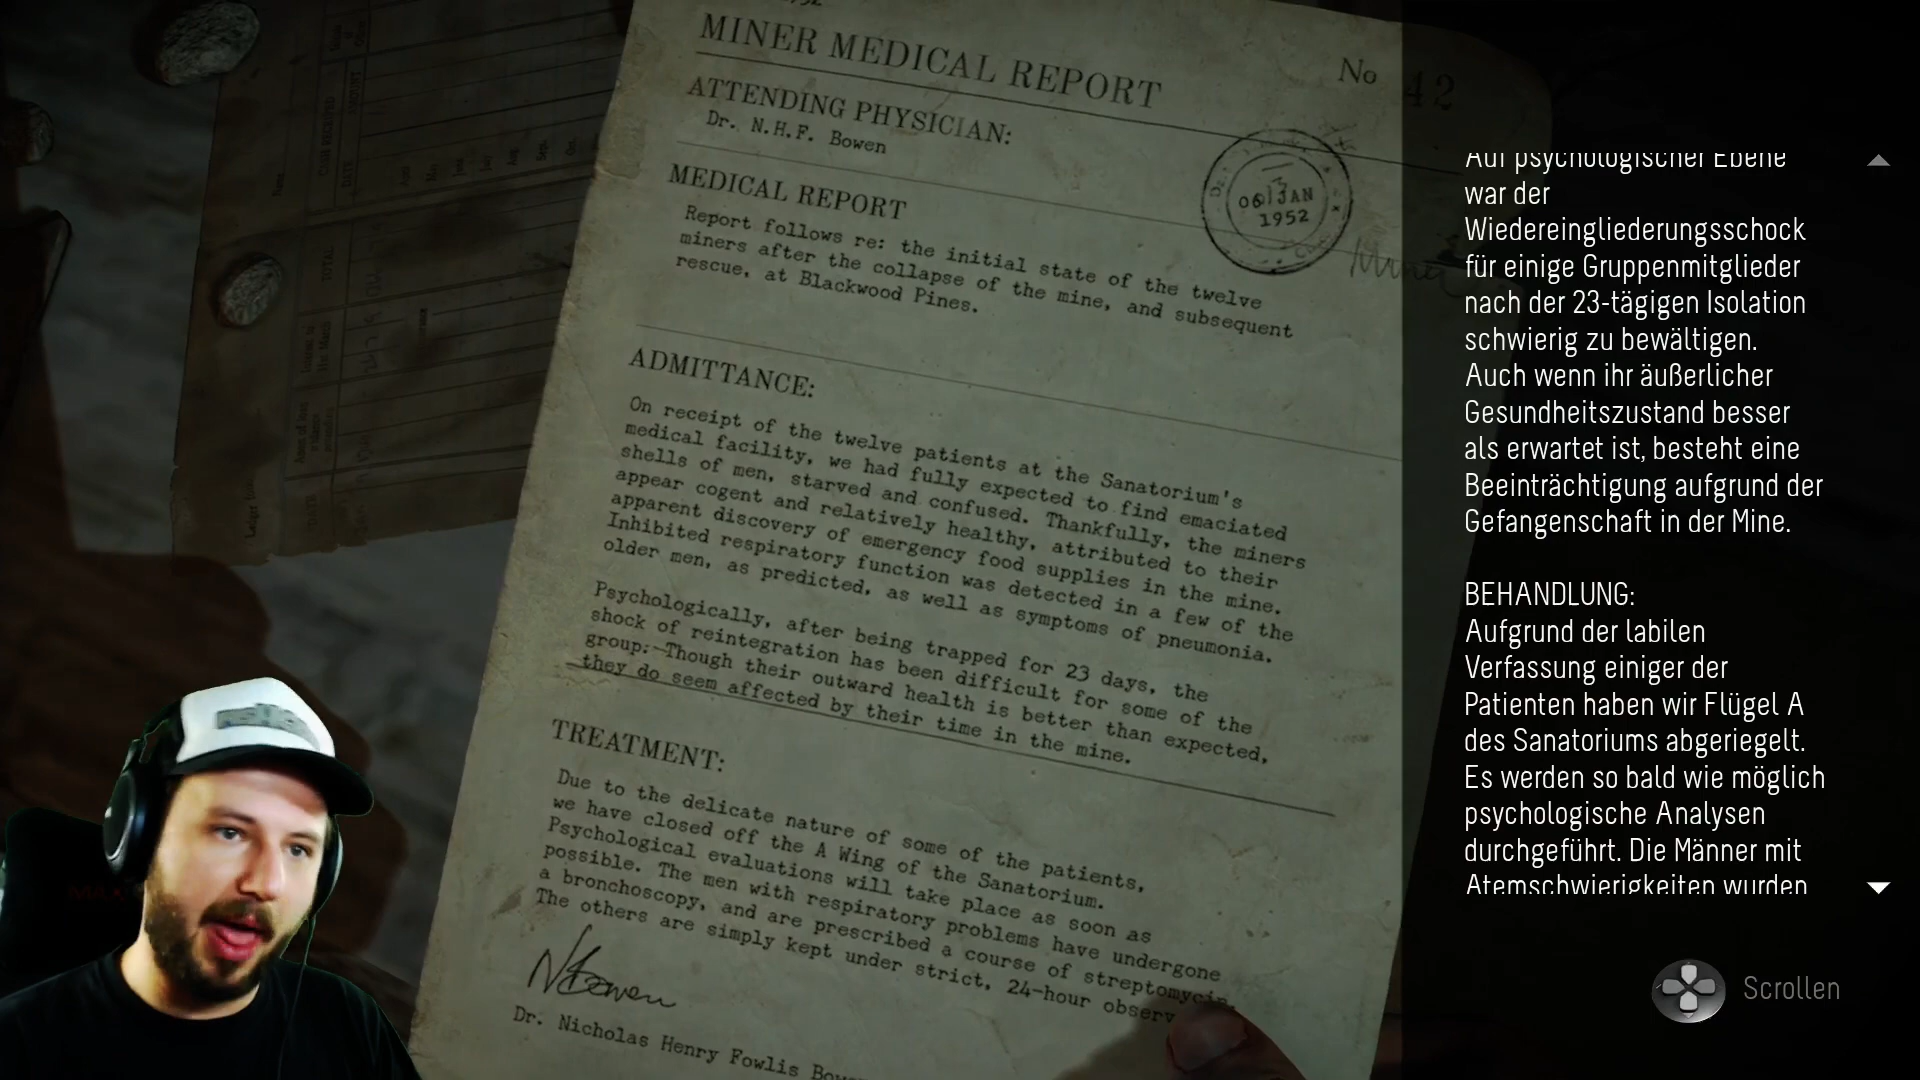 MINER MEDICAL REPORT
No 42
ATTENDING PHYSICIAN:
Dr. N.H.F. Bowen
06 JAN
1952
MEDICAL REPORT
Report follows re: the initial state of the twelve
miners after the collapse of the mine, and subsequent
rescue, at Blackwood Pines.
ADMITTANCE:
On receipt of the twelve patients at the Sanatorium's
medical facility, we had fully expected to find emaciated
shells of men, starved and confused. Thankfully, the miners
appear cogent and relatively healthy, attributed to their
apparent discovery of emergency food supplies in the mine.
Inhibited respiratory function was detected in a few of the
older men, as predicted, as well as symptoms of pneumonia.
Psychologically, after being trapped for 23 days, the
shock of reintegration has been difficult for some of the
group: Though their outward health is better than expected,
they do seem affected by their time in the mine.
TREATMENT:
Due to the delicate nature of some of the patients,
we have closed off the A Wing of the Sanatorium.
Psychological evaluations will take place as soon as
possible. The men with respiratory problems have undergone
a bronchoscopy, and are prescribed a course of streptomycin.
The others are simply kept under strict, 24-hour observ
NBowen
Dr. Nicholas Henry Fowlis Bowe
Auf psychologischer Ebene
war der
Wiedereingliederungsschock
für einige Gruppenmitglieder
nach der 23-tägigen Isolation
schwierig zu bewältigen.
Auch wenn ihr äußerlicher
Gesundheitszustand besser
als erwartet ist, besteht eine
Beeinträchtigung aufgrund der
Gefangenschaft in der Mine.
BEHANDLUNG:
Aufgrund der labilen
Verfassung einiger der
Patienten haben wir Flügel A
des Sanatoriums abgeriegelt.
Es werden so bald wie möglich
psychologische Analysen
durchgeführt. Die Männer mit
Atemschwierigkeiten wurden
Scrollen